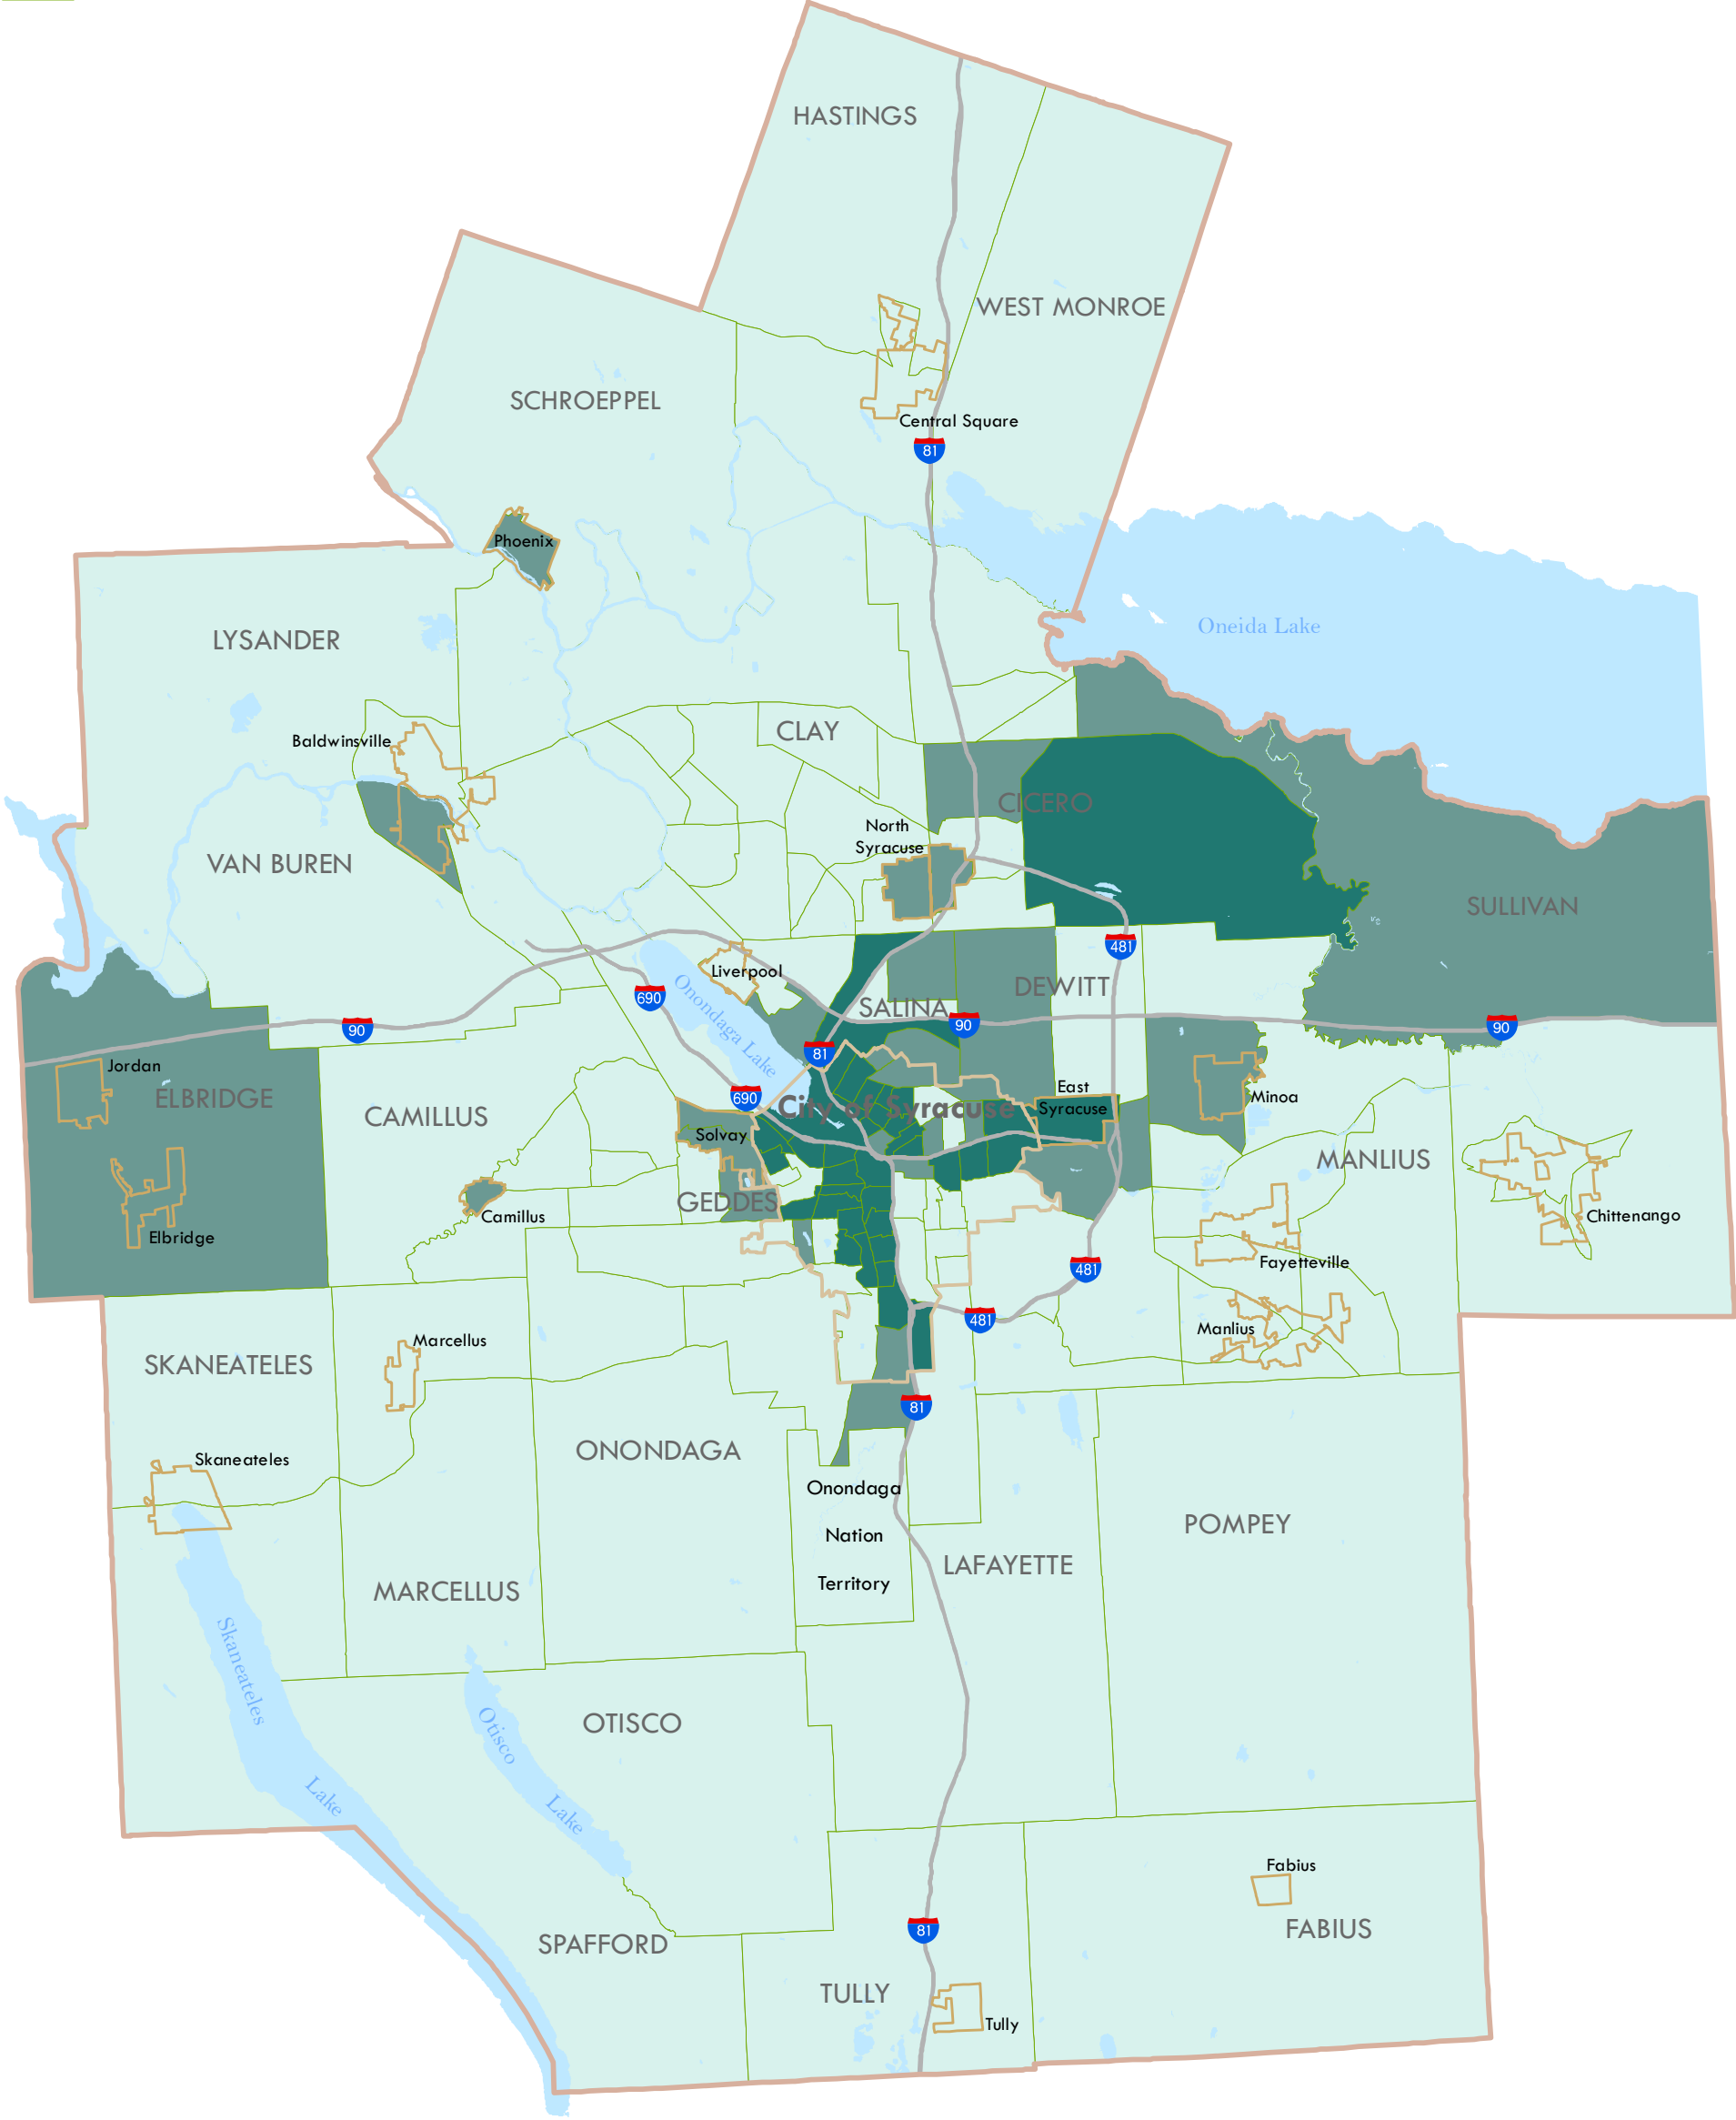 HASTINGS
WEST MONROE
SCHROEPPEL
Central Square
81
Phoenix
Oneida Lake
LYSANDER
CLAY
Baldwinsville
CICERO
North
Syracuse
VAN BUREN
SULLIVAN
481
Liverpool
DEWITT
690
Onondaga Lake
SALINA
90
90
90
81
Jordan
ELBRIDGE
East
Syracuse
690
City of Syracuse
Minoa
CAMILLUS
Solvay
MANLIUS
GEDDES
Camillus
Chittenango
Elbridge
Fayetteville
481
481
Manlius
Marcellus
SKANEATELES
81
ONONDAGA
Skaneateles
Onondaga
Nation
Territory
POMPEY
LAFAYETTE
MARCELLUS
Skaneateles
Lake
OTISCO
Otisco
Lake
Fabius
FABIUS
81
SPAFFORD
TULLY
Tully